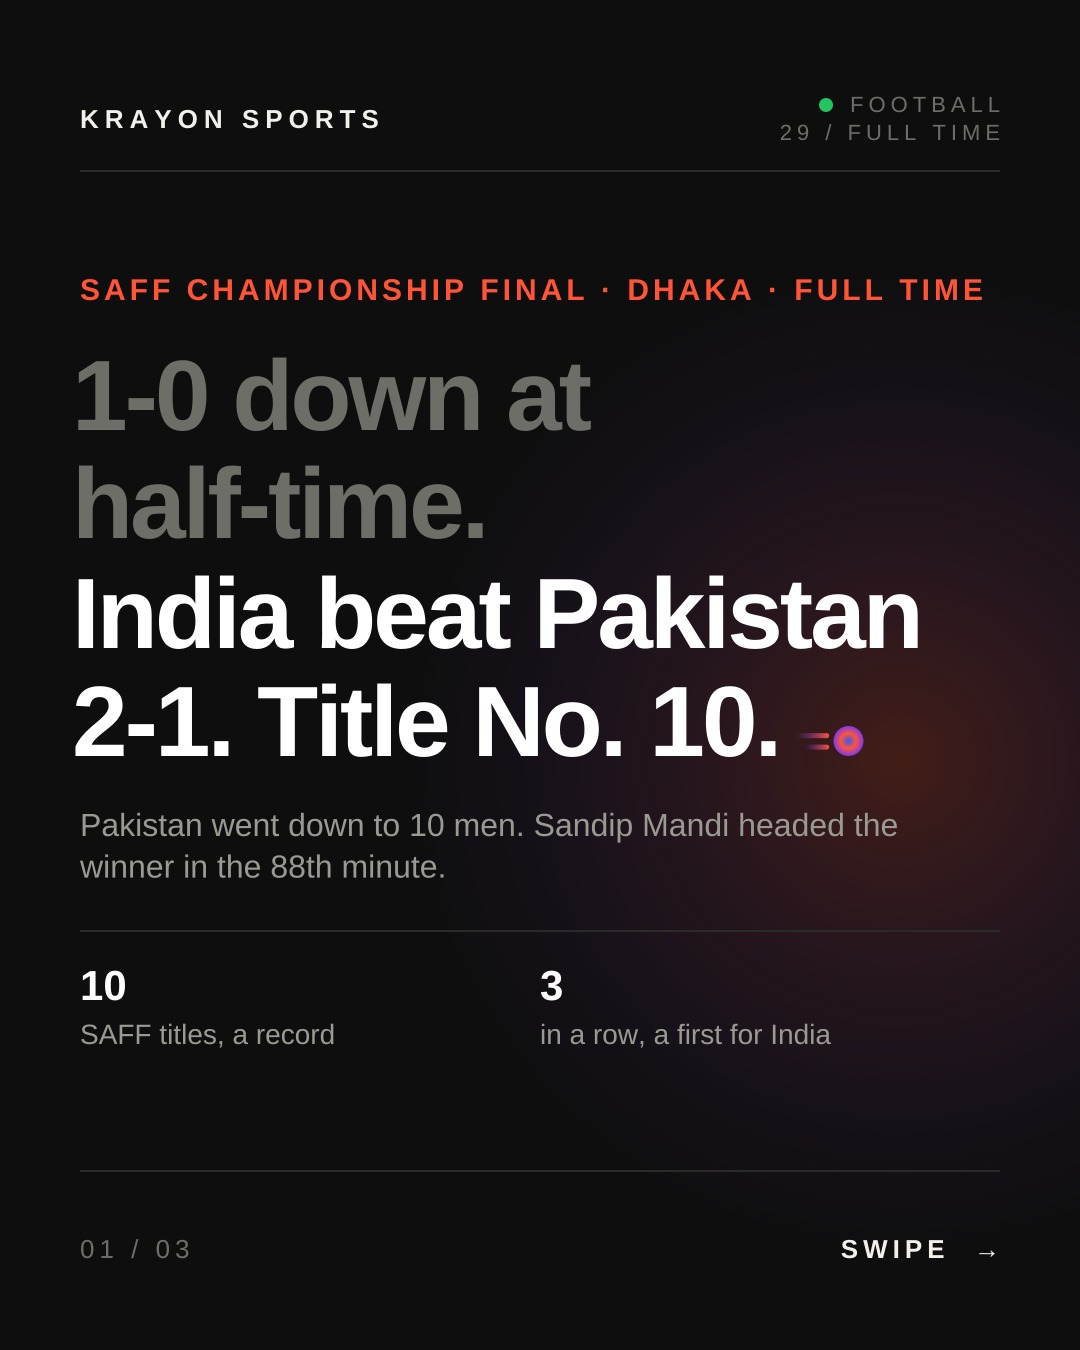 KRAYON SPORTS
FOOTBALL
29 / FULL TIME
SAFF CHAMPIONSHIP FINAL · DHAKA · FULL TIME
1-0 down at
half-time.
India beat Pakistan
2-1. Title No. 10.
Pakistan went down to 10 men. Sandip Mandi headed the
winner in the 88th minute.
10
SAFF titles, a record
3
in a row, a first for India
01 / 03
SWIPE →